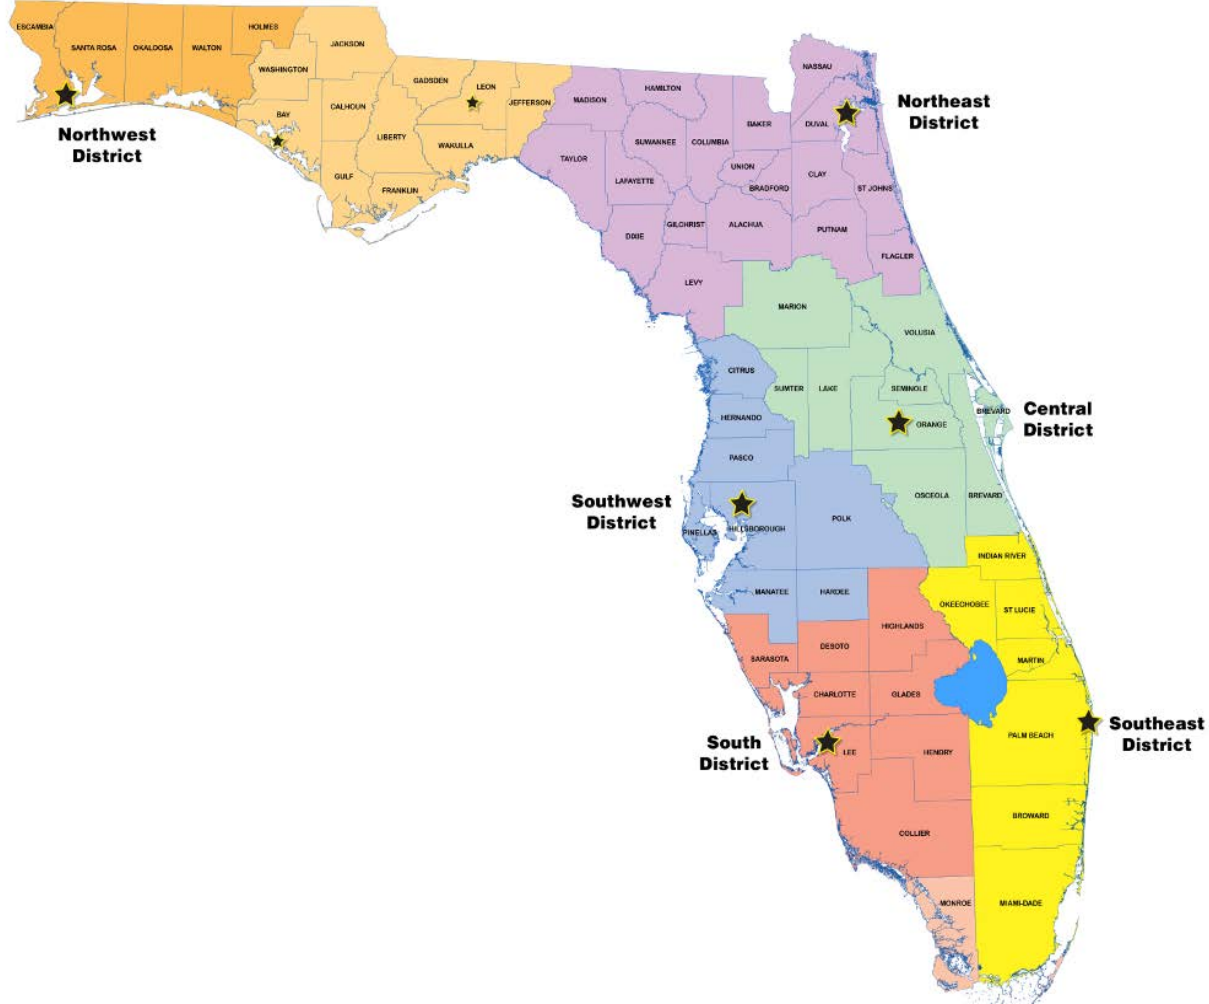 ESCAMBIA
SANTA ROSA
OKALOOSA
WALTON
HOLMES
JACKSON
WASHINGTON
BAY
CALHOUN
GULF
LIBERTY
FRANKLIN
GADSDEN
LEON
WAKULLA
JEFFERSON
Northwest
District
MADISON
TAYLOR
HAMILTON
SUWANNEE
LAFAYETTE
DIXIE
COLUMBIA
GILCHRIST
LEVY
BAKER
UNION
BRADFORD
ALACHUA
NASSAU
DUVAL
CLAY
ST JOHNS
PUTNAM
FLAGLER
Northeast
District
MARION
VOLUSIA
SUMTER
LAKE
SEMINOLE
ORANGE
BREVARD
OSCEOLA
BREVARD
Central
District
CITRUS
HERNANDO
PASCO
PINELLAS
HILLSBOROUGH
POLK
MANATEE
HARDEE
Southwest
District
SARASOTA
DESOTO
HIGHLANDS
CHARLOTTE
GLADES
LEE
HENDRY
COLLIER
MONROE
South
District
INDIAN RIVER
OKEECHOBEE
ST LUCIE
MARTIN
PALM BEACH
BROWARD
MIAMI-DADE
Southeast
District